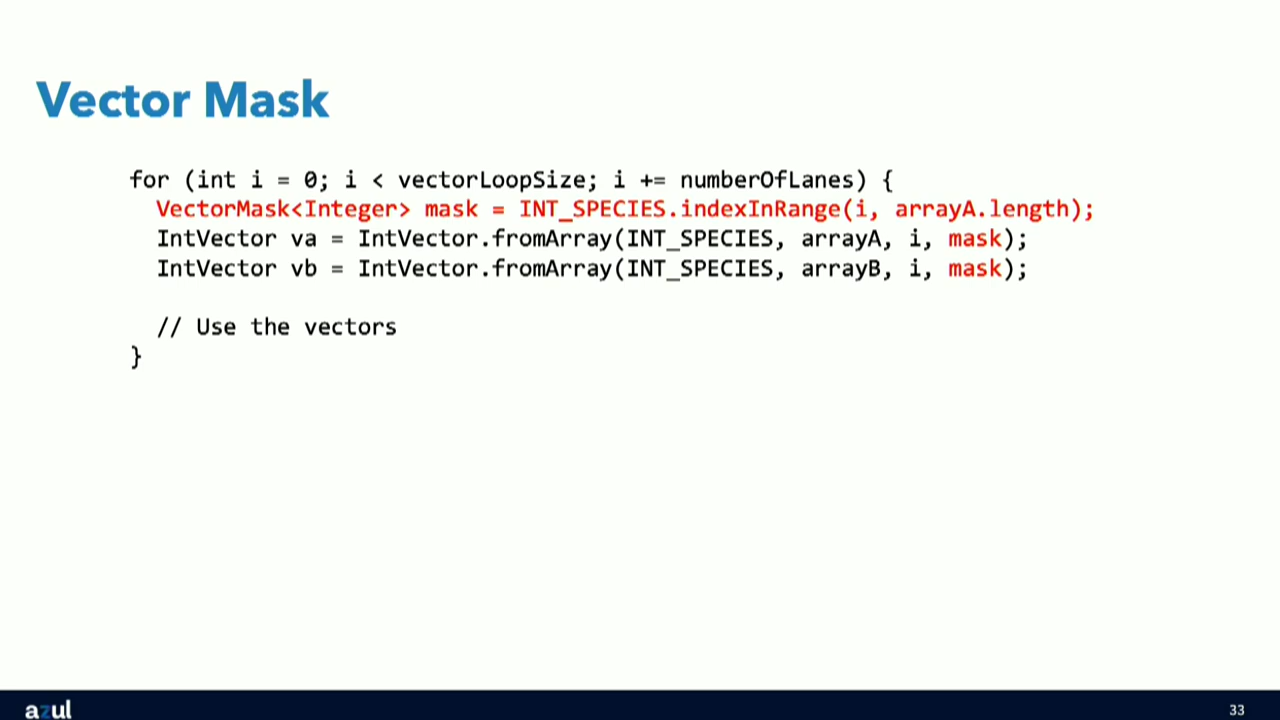 Vector Mask
for (int i = 0; i < vectorLoopSize; i += numberOfLanes) {
VectorMask<Integer> mask = INT_SPECIES.indexInRange(i, arrayA.length);
IntVector va = IntVector.fromArray(INT_SPECIES, arrayA, i, mask);
IntVector vb = IntVector.fromArray(INT_SPECIES, arrayB, i, mask);
// Use the vectors
}
azul
33